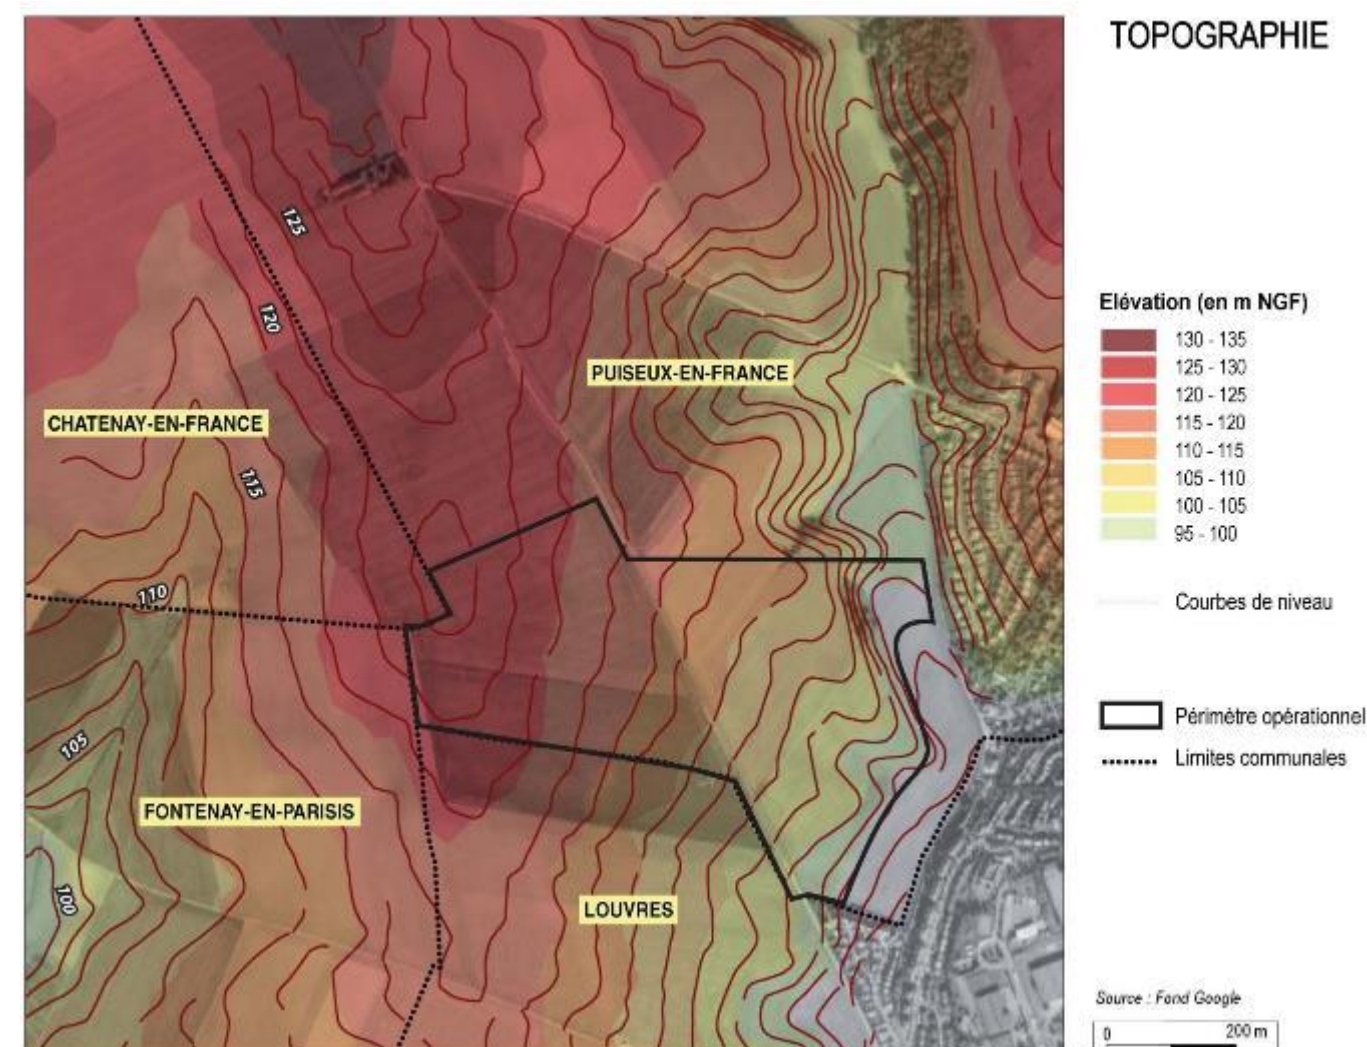 TOPOGRAPHIE
125
120
PUISEUX-EN-FRANCE
CHATENAY-EN-FRANCE
115
110
105
FONTENAY-EN-PARISIS
100
LOUVRES
Elévation (en m NGF)
130 - 135
125 - 130
120 - 125
115 - 120
110 - 115
105 - 110
100 - 105
95 - 100
Courbes de niveau
Périmètre opérationnel
Limites communales
Source : Fond Google
0 200 m